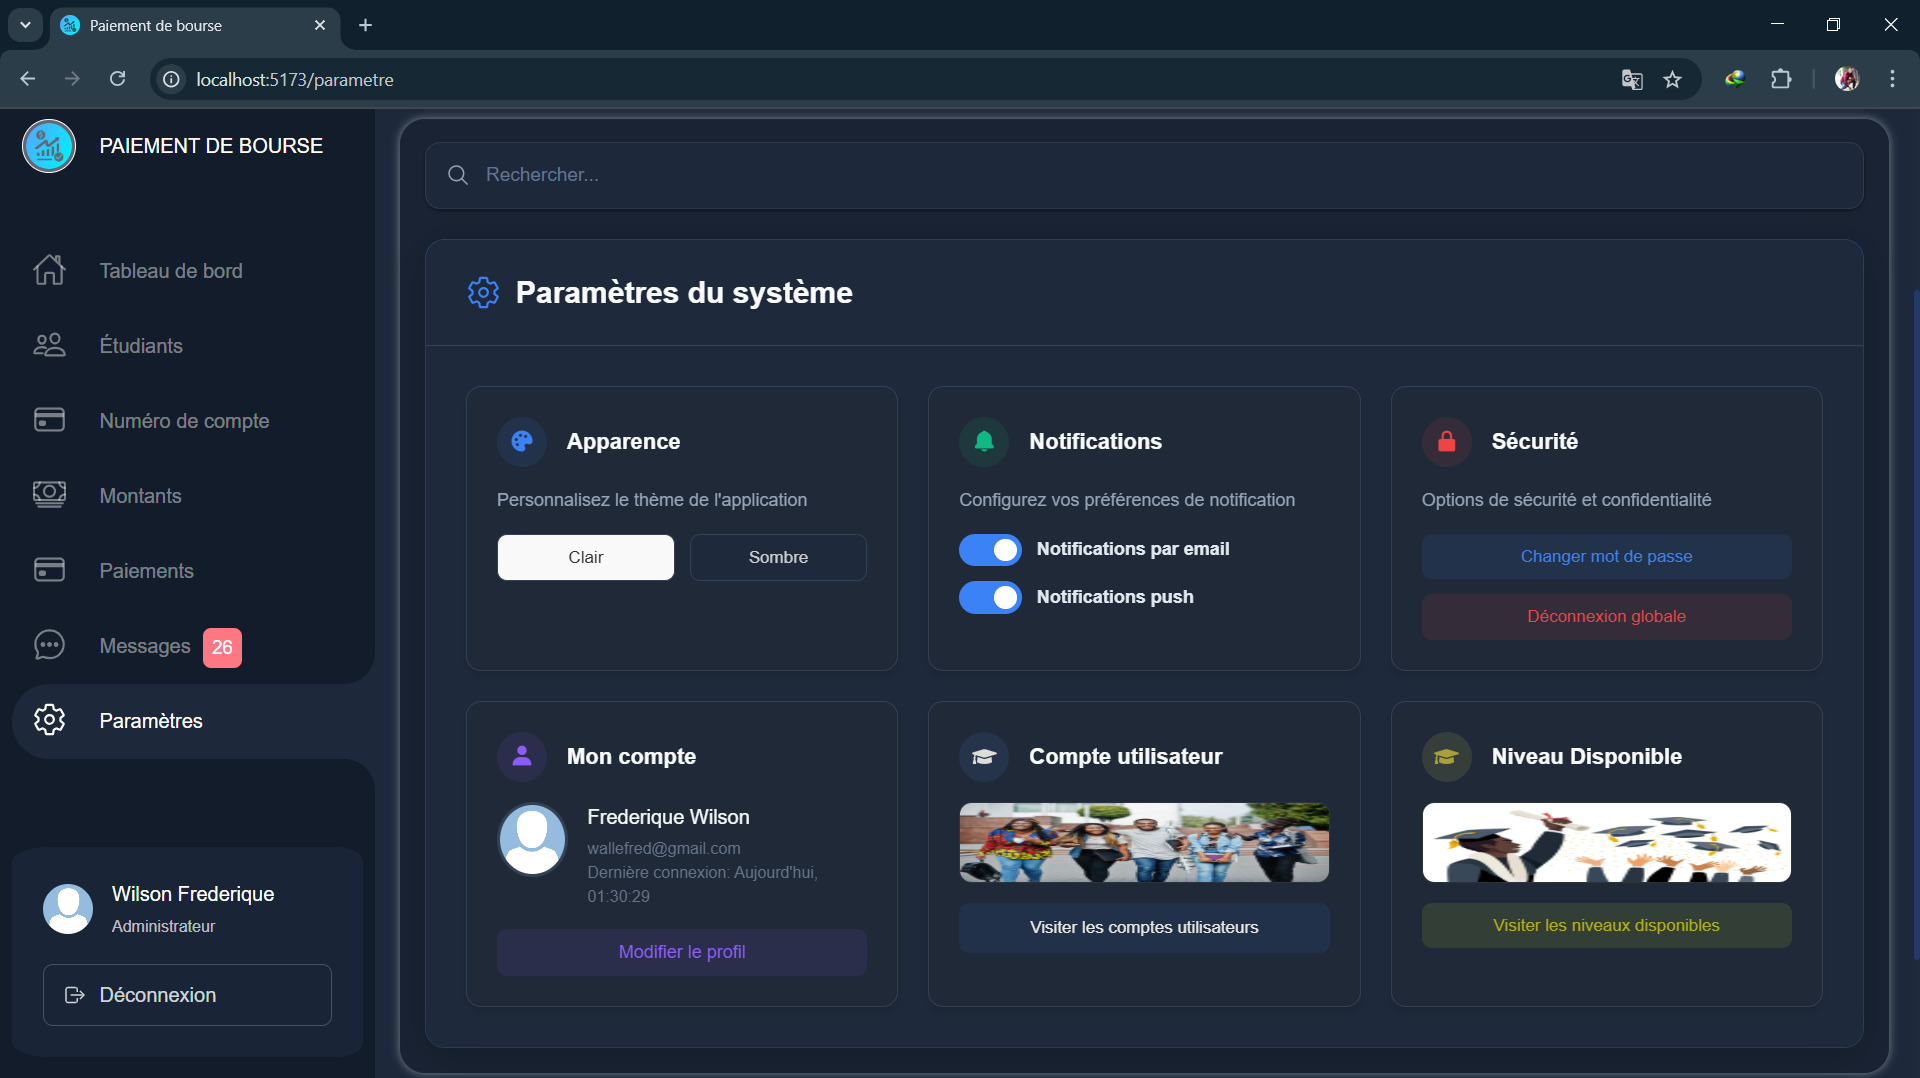 Paiement de bourse
localhost:5173/parametre
PAIEMENT DE BOURSE
Tableau de bord
Étudiants
Numéro de compte
Montants
Paiements
Messages 26
Paramètres
Wilson Frederique
Administrateur
Déconnexion
Rechercher...
Paramètres du système
Apparence
Personnalisez le thème de l'application
Clair
Sombre
Notifications
Configurez vos préférences de notification
Notifications par email
Notifications push
Sécurité
Options de sécurité et confidentialité
Changer mot de passe
Déconnexion globale
Mon compte
Frederique Wilson
wallefred@gmail.com
Dernière connexion: Aujourd'hui,
01:30:29
Modifier le profil
Compte utilisateur
Visiter les comptes utilisateurs
Niveau Disponible
Visiter les niveaux disponibles